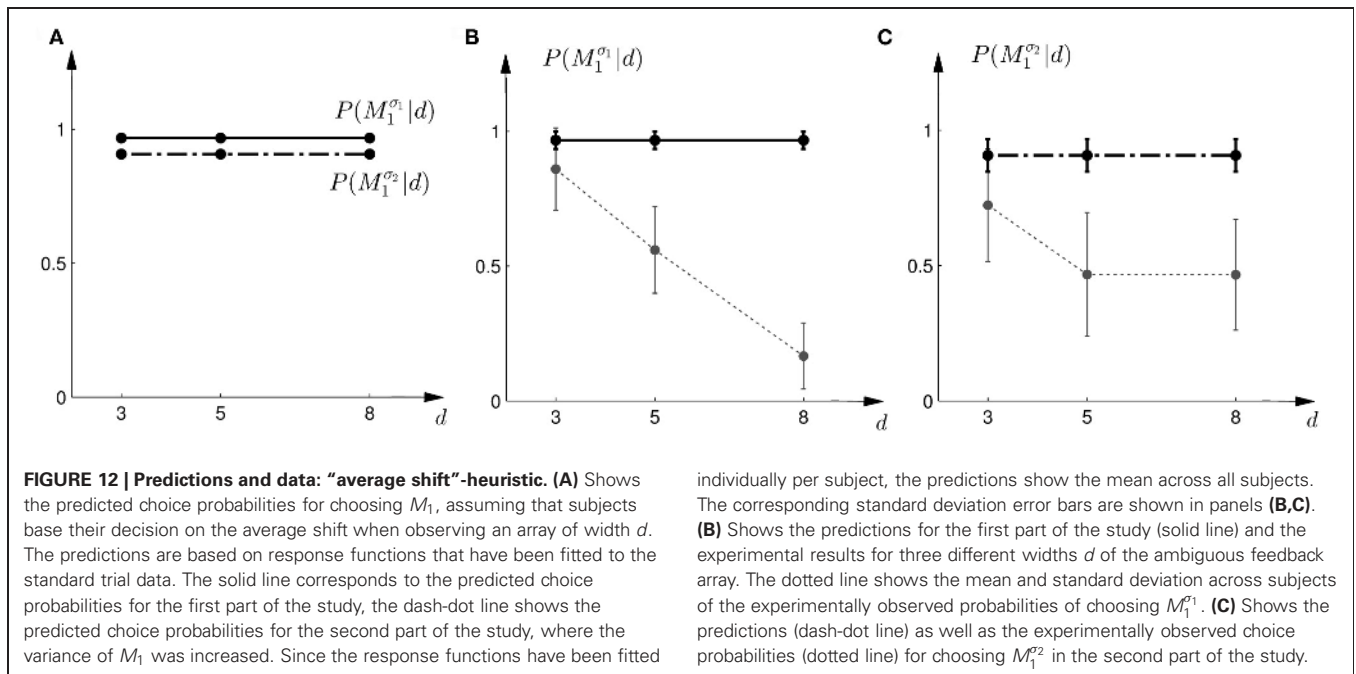 A
P(M_1^{σ_1}|d)
P(M_1^{σ_2}|d)
1
0.5
0
3 5 8
d
B
P(M_1^{σ_1}|d)
1
0.5
0
3 5 8
d
C
P(M_1^{σ_2}|d)
1
0.5
0
3 5 8
d
FIGURE 12 | Predictions and data: “average shift”-heuristic. (A) Shows
the predicted choice probabilities for choosing M_1, assuming that subjects
base their decision on the average shift when observing an array of width d.
The predictions are based on response functions that have been fitted to the
standard trial data. The solid line corresponds to the predicted choice
probabilities for the first part of the study, the dash-dot line shows the
predicted choice probabilities for the second part of the study, where the
variance of M_1 was increased. Since the response functions have been fitted
individually per subject, the predictions show the mean across all subjects.
The corresponding standard deviation error bars are shown in panels (B,C).
(B) Shows the predictions for the first part of the study (solid line) and the
experimental results for three different widths d of the ambiguous feedback
array. The dotted line shows the mean and standard deviation across subjects
of the experimentally observed probabilities of choosing M_1^{σ_1}. (C) Shows the
predictions (dash-dot line) as well as the experimentally observed choice
probabilities (dotted line) for choosing M_1^{σ_2} in the second part of the study.